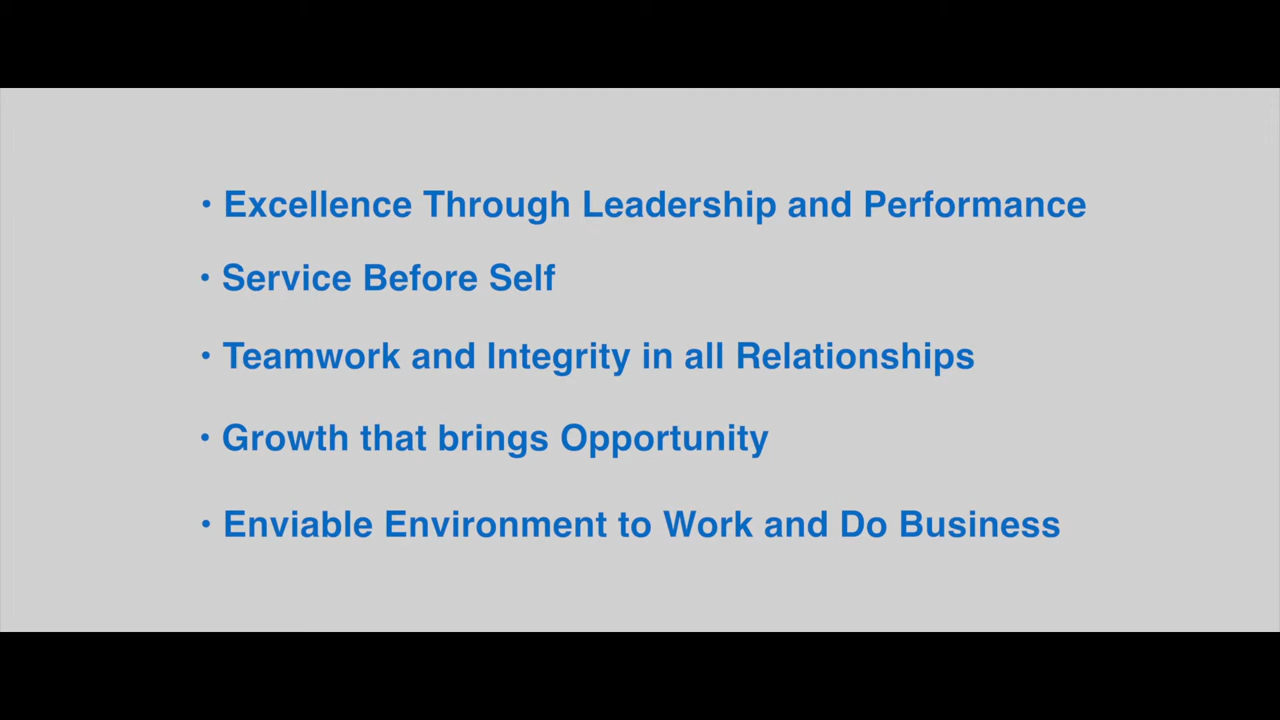 • Excellence Through Leadership and Performance
• Service Before Self
• Teamwork and Integrity in all Relationships
• Growth that brings Opportunity
• Enviable Environment to Work and Do Business